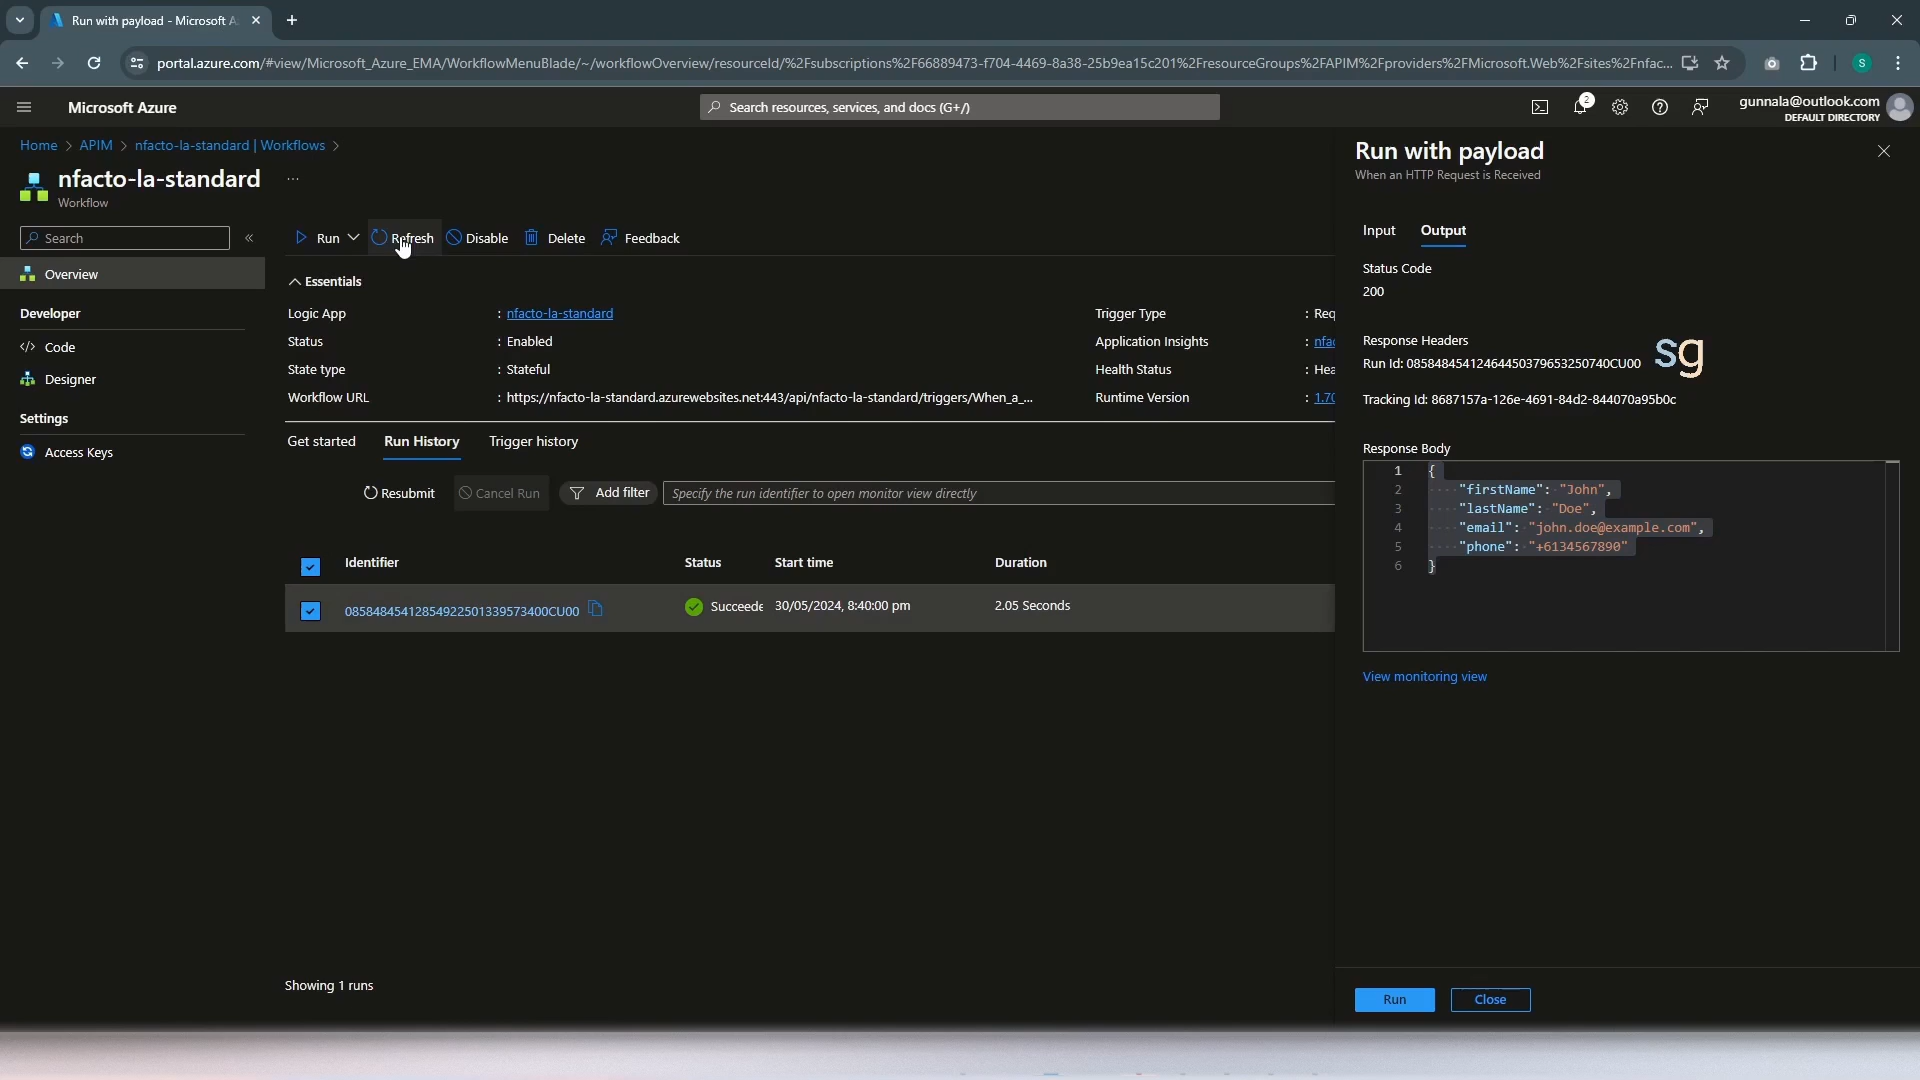 Run with payload - Microsoft A
portal.azure.com/#view/Microsoft_Azure_EMA/WorkflowMenuBlade/~/workflowOverview/resourceId/%2Fsubscriptions%2F66889473-f704-4469-8a38-25b9ea15c201%2FresourceGroups%2FAPIM%2Fproviders%2FMicrosoft.Web%2Fsites%2Fnfac...
S
Microsoft Azure
Search resources, services, and docs (G+/)
2
gunnala@outlook.com
DEFAULT DIRECTORY
Home > APIM > nfacto-la-standard | Workflows >
nfacto-la-standard ...
Workflow
Search
Overview
Developer
Code
Designer
Settings
Access Keys
Run
Refresh
Disable
Delete
Feedback
Essentials
Logic App : nfacto-la-standard
Status : Enabled
State type : Stateful
Workflow URL : https://nfacto-la-standard.azurewebsites.net:443/api/nfacto-la-standard/triggers/When_a_...
Trigger Type : Req
Application Insights : nfac
Health Status : Hea
Runtime Version : 1.70
Get started Run History Trigger history
Resubmit Cancel Run Add filter Specify the run identifier to open monitor view directly
Identifier Status Start time Duration
08584845412854922501339573400CU00 Succeede 30/05/2024, 8:40:00 pm 2.05 Seconds
Showing 1 runs
Run with payload
When an HTTP Request is Received
Input Output
Status Code
200
Response Headers
Run Id: 08584845412464450379653250740CU00
sg
Tracking Id: 8687157a-126e-4691-84d2-844070a95b0c
Response Body
1 {
2 ····"firstName":·"John",
3 ····"lastName":·"Doe",
4 ····"email":·"john.doe@example.com",
5 ····"phone":·"+6134567890"
6 }
View monitoring view
Run Close